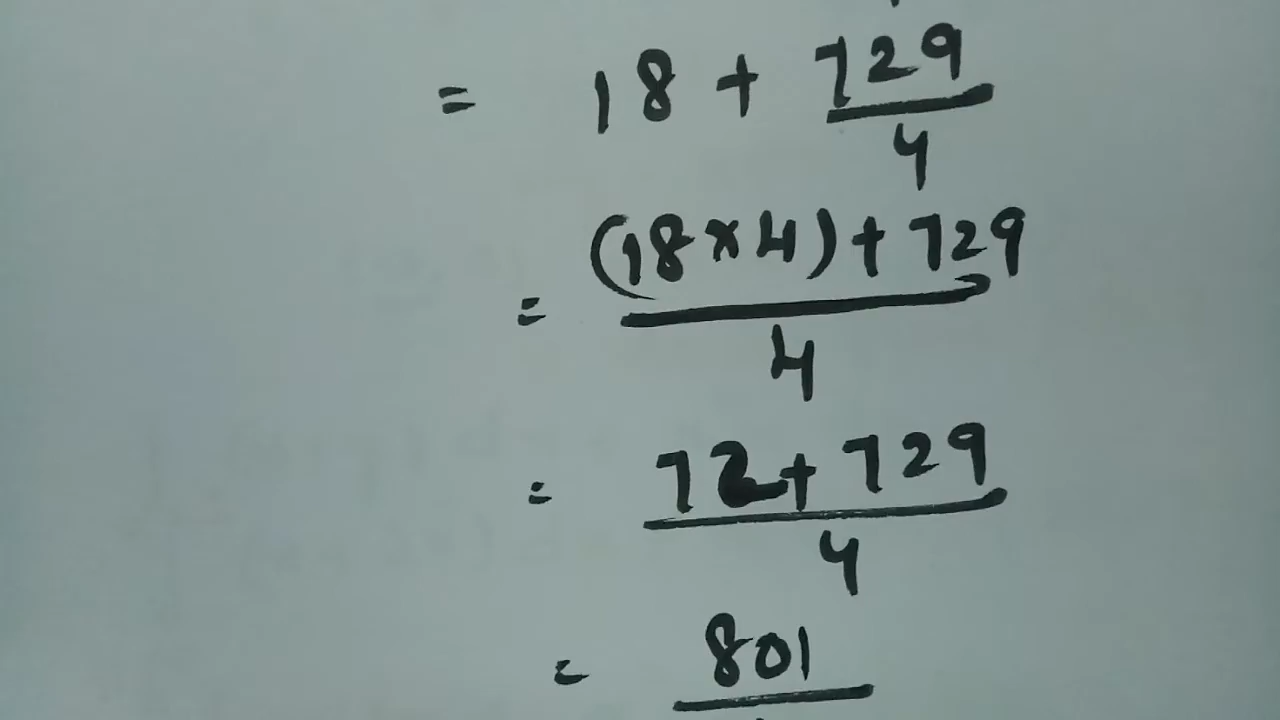 = 18 + 729/4
= (18×4) + 729/4
= 72 + 729/4
= 801